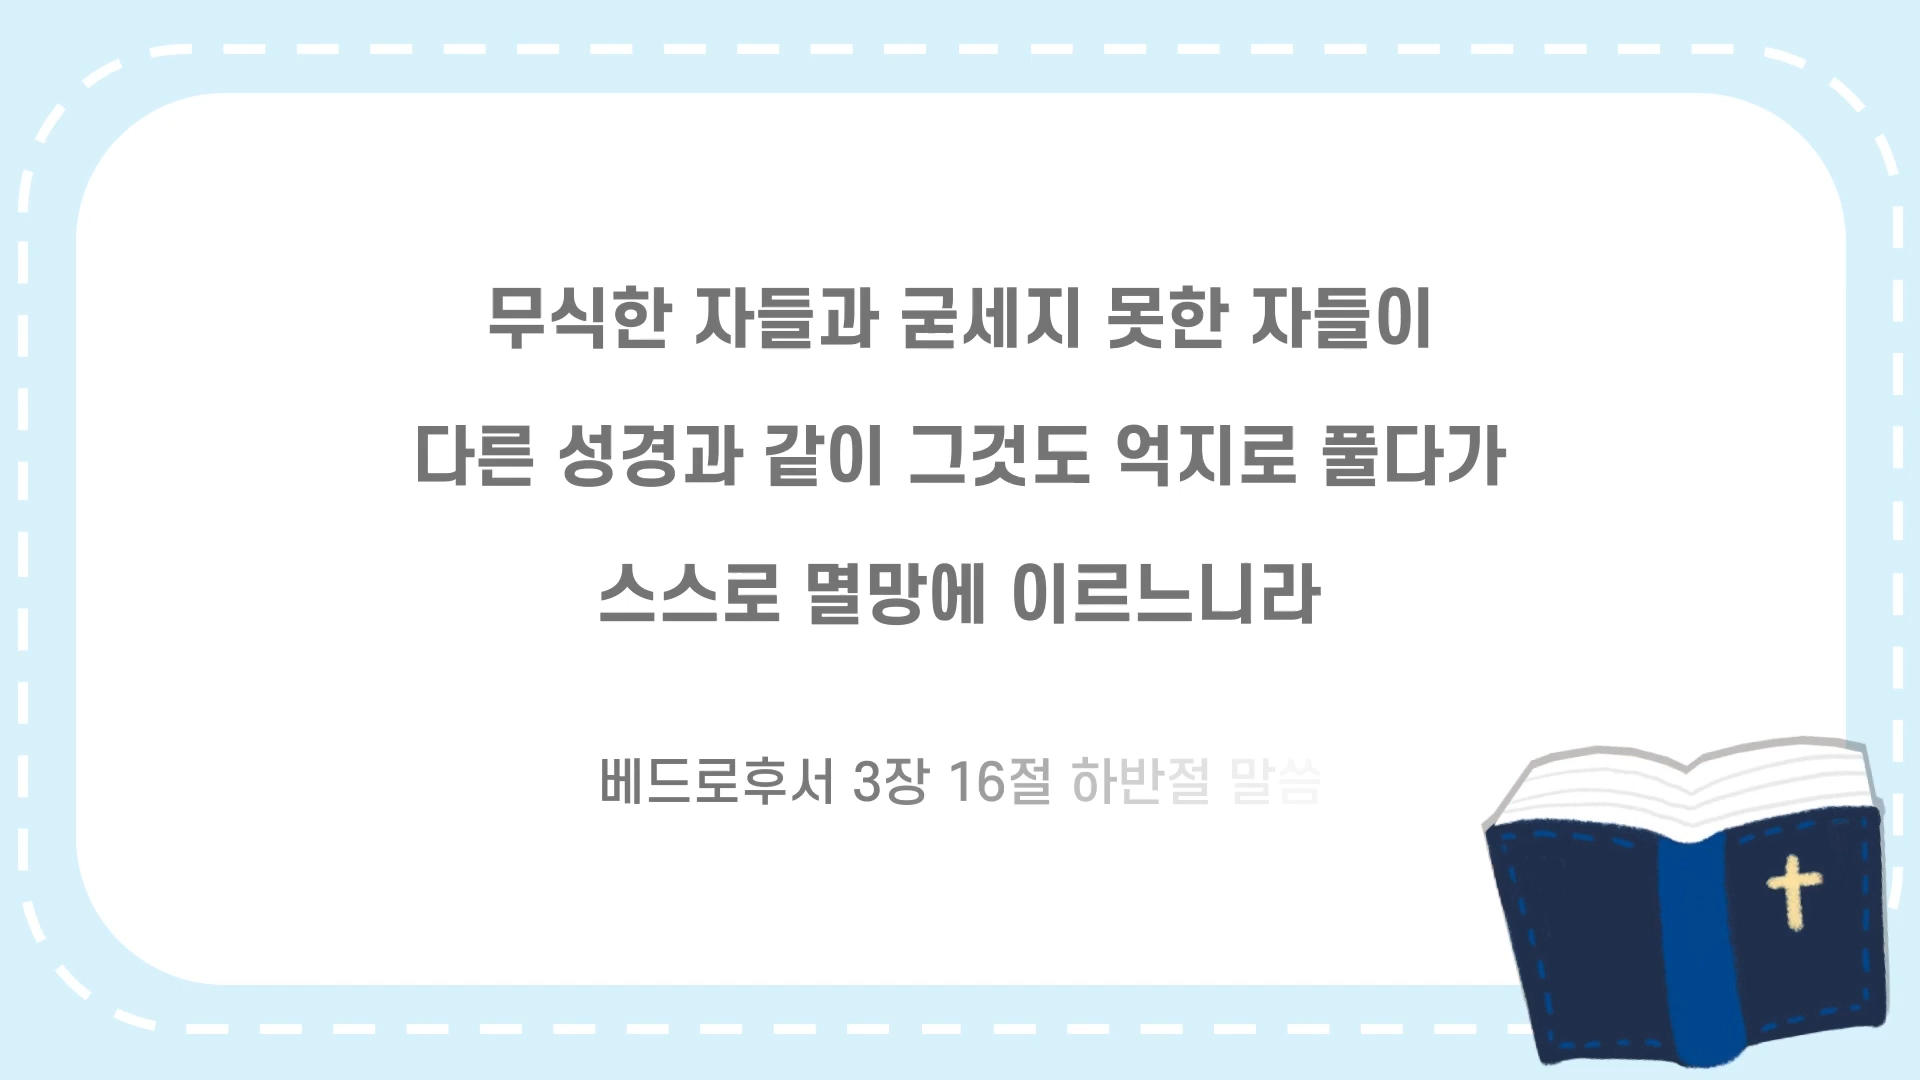 무식한 자들과 굳세지 못한 자들이
다른 성경과 같이 그것도 억지로 풀다가
스스로 멸망에 이르느니라
베드로후서 3장 16절 하반절 말씀